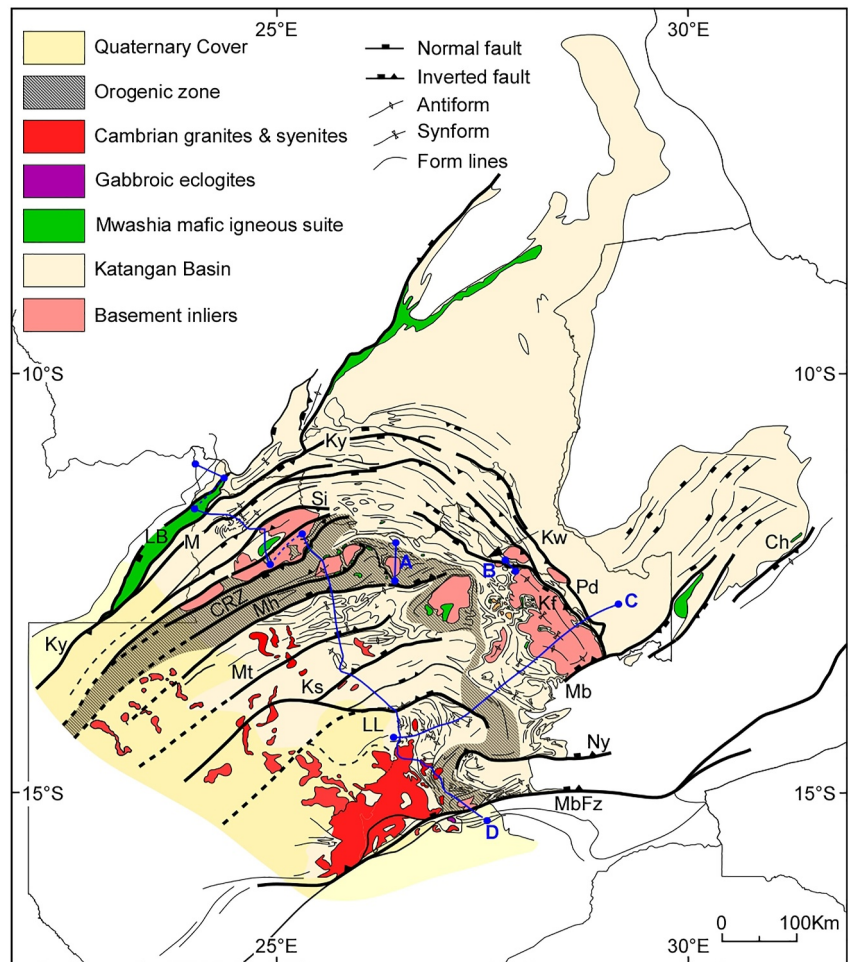 25°E
30°E
Quaternary Cover
Orogenic zone
Cambrian granites & syenites
Gabbroic eclogites
Mwashia mafic igneous suite
Katangan Basin
Basement inliers
Normal fault
Inverted fault
Antiform
Synform
Form lines
10°S
10°S
Ky
Si
LB
M
Kw
Ch
A
B
Pd
CRZ
Mh
Kf
C
Ky
Mt
Ks
Mb
LL
Ny
15°S
15°S
MbFz
D
0
100Km
25°E
30°E